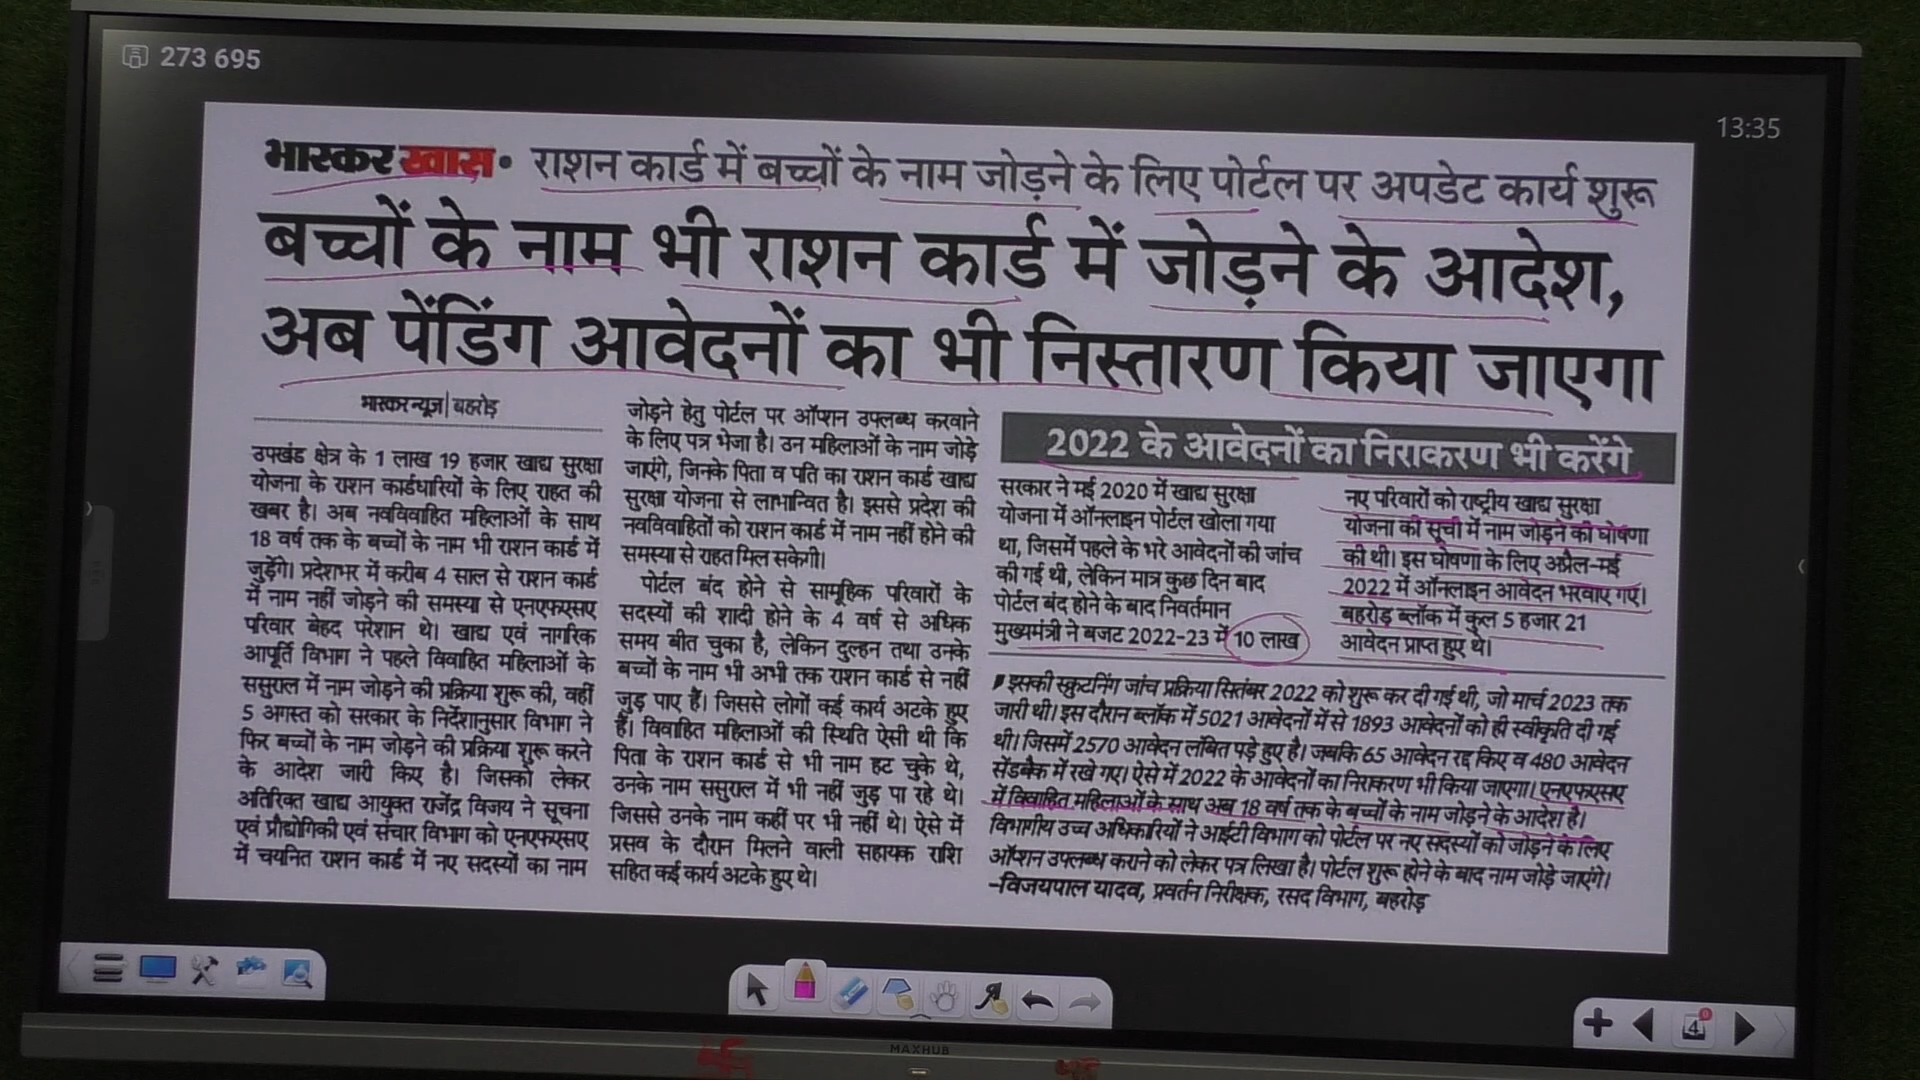 273 695
13:35
भास्कर खास • राशन कार्ड में बच्चों के नाम जोड़ने के लिए पोर्टल पर अपडेट कार्य शुरू
बच्चों के नाम भी राशन कार्ड में जोड़ने के आदेश,
अब पेंडिंग आवेदनों का भी निस्तारण किया जाएगा
भास्कर न्यूज | बहरोड़
उपखंड क्षेत्र के 1 लाख 19 हजार खाद्य सुरक्षा
योजना के राशन कार्डधारियों के लिए राहत की
खबर है। अब नवविवाहित महिलाओं के साथ
18 वर्ष तक के बच्चों के नाम भी राशन कार्ड में
जुड़ेंगे। प्रदेशभर में करीब 4 साल से राशन कार्ड
में नाम नहीं जोड़ने की समस्या से एनएफएसए
परिवार बेहद परेशान थे। खाद्य एवं नागरिक
आपूर्ति विभाग ने पहले विवाहित महिलाओं के
ससुराल में नाम जोड़ने की प्रक्रिया शुरू की, वहीं
5 अगस्त को सरकार के निर्देशानुसार विभाग ने
फिर बच्चों के नाम जोड़ने की प्रक्रिया शुरू करने
के आदेश जारी किए है। जिसको लेकर
अतिरिक्त खाद्य आयुक्त राजेंद्र विजय ने सूचना
एवं प्रौद्योगिकी एवं संचार विभाग को एनएफएसए
में चयनित राशन कार्ड में नए सदस्यों का नाम
जोड़ने हेतु पोर्टल पर ऑप्शन उपलब्ध करवाने
के लिए पत्र भेजा है। उन महिलाओं के नाम जोड़े
जाएंगे, जिनके पिता व पति का राशन कार्ड खाद्य
सुरक्षा योजना से लाभान्वित है। इससे प्रदेश की
नवविवाहितों को राशन कार्ड में नाम नहीं होने की
समस्या से राहत मिल सकेगी।
पोर्टल बंद होने से सामूहिक परिवारों के
सदस्यों की शादी होने के 4 वर्ष से अधिक
समय बीत चुका है, लेकिन दुल्हन तथा उनके
बच्चों के नाम भी अभी तक राशन कार्ड से नहीं
जुड़ पाए हैं। जिससे लोगों कई कार्य अटके हुए
हैं। विवाहित महिलाओं की स्थिति ऐसी थी कि
पिता के राशन कार्ड से भी नाम हट चुके थे,
उनके नाम ससुराल में भी नहीं जुड़ पा रहे थे।
जिससे उनके नाम कहीं पर भी नहीं थे। ऐसे में
प्रसव के दौरान मिलने वाली सहायक राशि
सहित कई कार्य अटके हुए थे।
2022 के आवेदनों का निराकरण भी करेंगे
सरकार ने मई 2020 में खाद्य सुरक्षा
योजना में ऑनलाइन पोर्टल खोला गया
था, जिसमें पहले के भरे आवेदनों की जांच
की गई थी, लेकिन मात्र कुछ दिन बाद
पोर्टल बंद होने के बाद निवर्तमान
मुख्यमंत्री ने बजट 2022-23 में 10 लाख
नए परिवारों को राष्ट्रीय खाद्य सुरक्षा
योजना की सूची में नाम जोड़ने की घोषणा
की थी। इस घोषणा के लिए अप्रैल-मई
2022 में ऑनलाइन आवेदन भरवाए गए।
बहरोड़ ब्लॉक में कुल 5 हजार 21
आवेदन प्राप्त हुए थे।
इसकी स्क्रुटनिंग जांच प्रक्रिया सितंबर 2022 को शुरू कर दी गई थी, जो मार्च 2023 तक
जारी थी। इस दौरान ब्लॉक में 5021 आवेदनों में से 1893 आवेदनों को ही स्वीकृति दी गई
थी। जिसमें 2570 आवेदन लंबित पड़े हुए है। जबकि 65 आवेदन रद्द किए व 480 आवेदन
सेंडबैक में रखे गए। ऐसे में 2022 के आवेदनों का निराकरण भी किया जाएगा। एनएफएसए
में विवाहित महिलाओं के साथ अब 18 वर्ष तक के बच्चों के नाम जोड़ने के आदेश है।
विभागीय उच्च अधिकारियों ने आईटी विभाग को पोर्टल पर नए सदस्यों को जोड़ने के लिए
ऑप्शन उपलब्ध कराने को लेकर पत्र लिखा है। पोर्टल शुरू होने के बाद नाम जोड़े जाएंगे।
-विजयपाल यादव, प्रवर्तन निरीक्षक, रसद विभाग, बहरोड़
4
MAXHUB